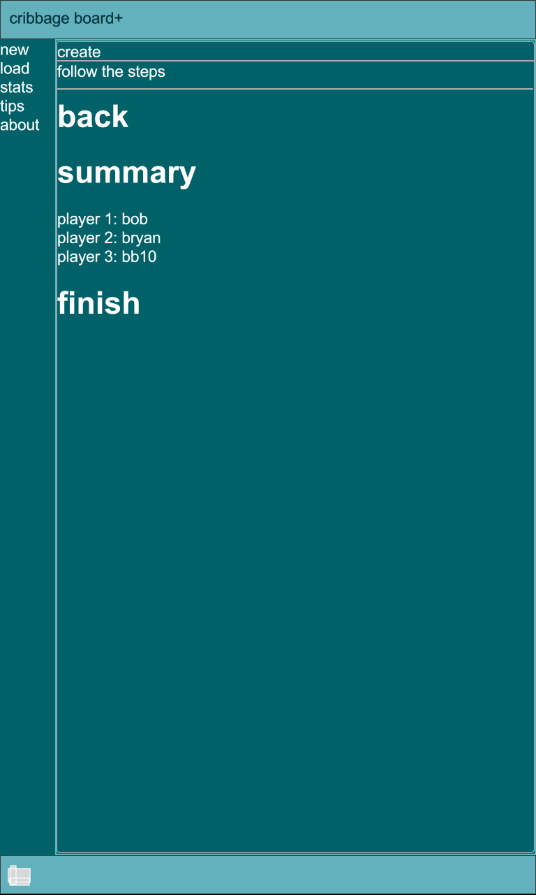 cribbage board+
new
load
stats
tips
about
create
follow the steps
back
summary
player 1: bob
player 2: bryan
player 3: bb10
finish